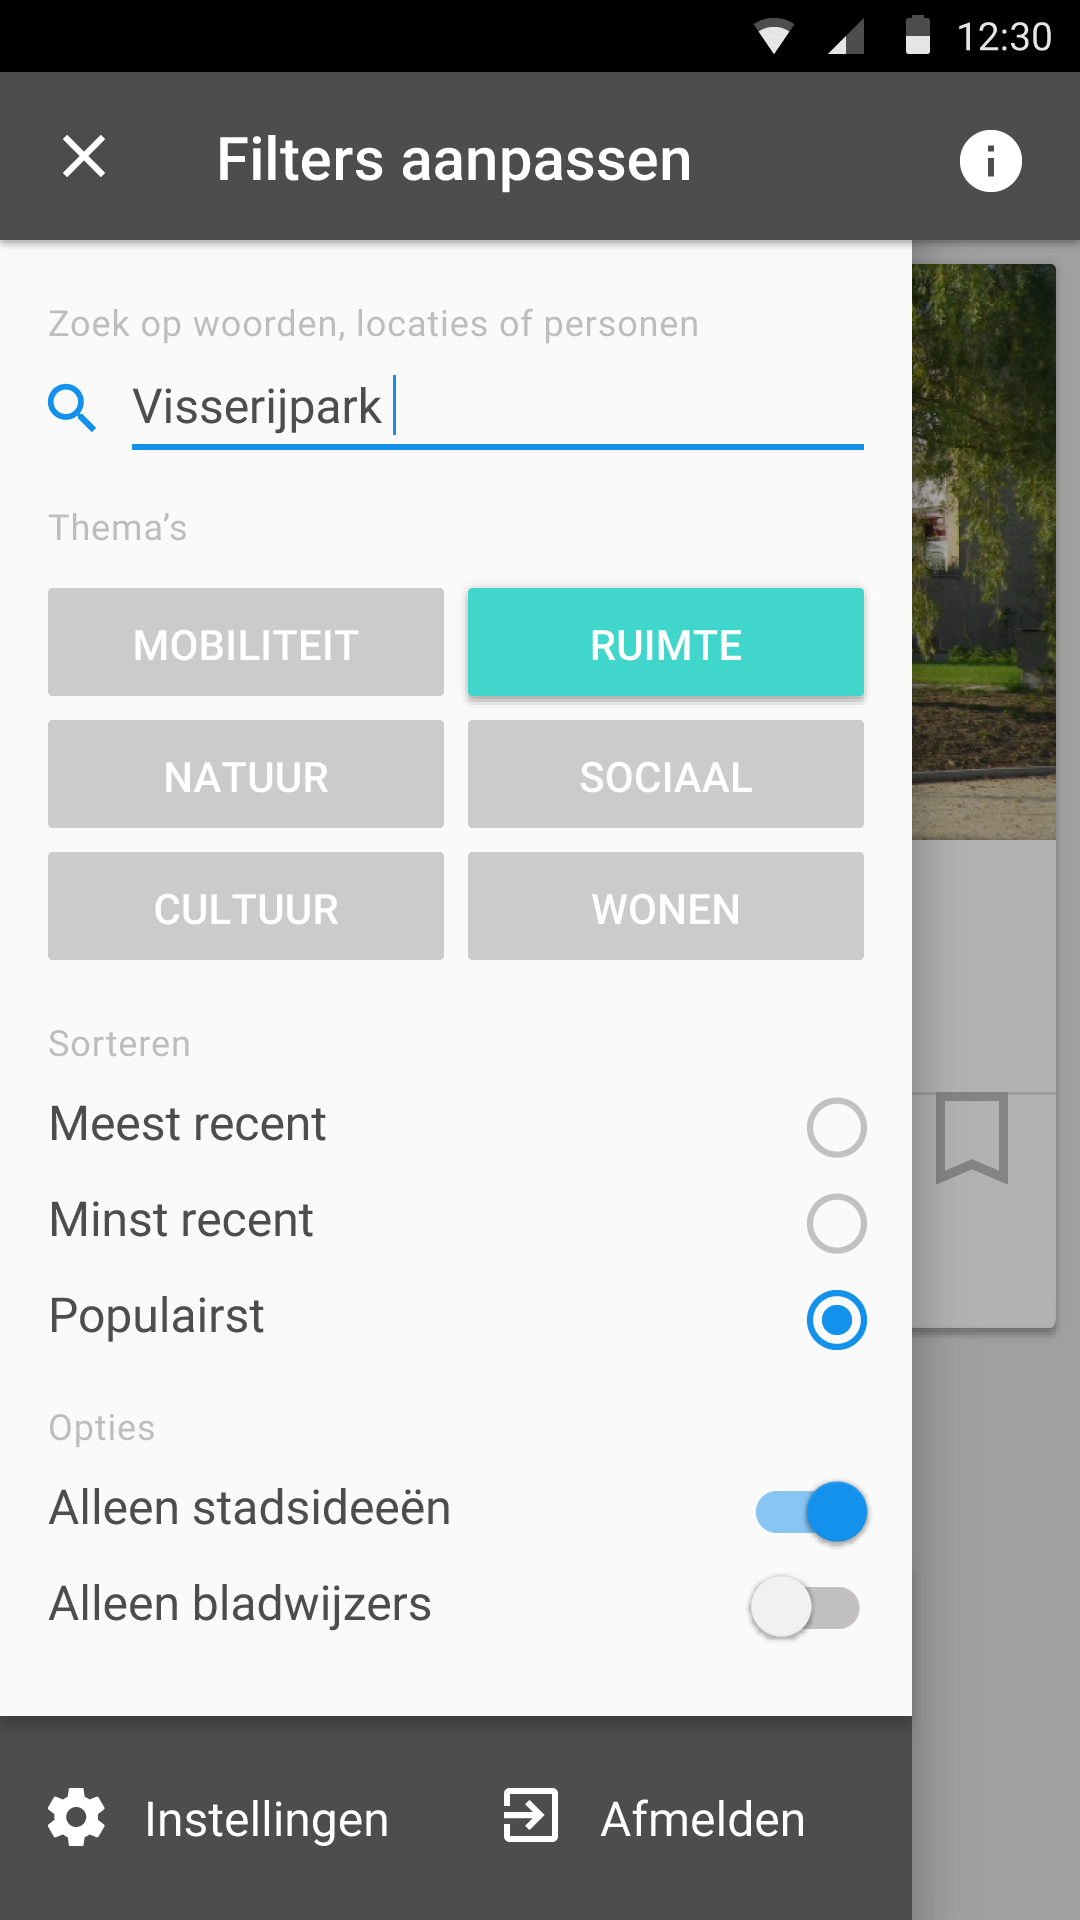 12:30
Filters aanpassen
Zoek op woorden, locaties of personen
Visserijpark
Thema’s
MOBILITEIT
RUIMTE
NATUUR
SOCIAAL
CULTUUR
WONEN
Sorteren
Meest recent
Minst recent
Populairst
Opties
Alleen stadsideeën
Alleen bladwijzers
Instellingen
Afmelden